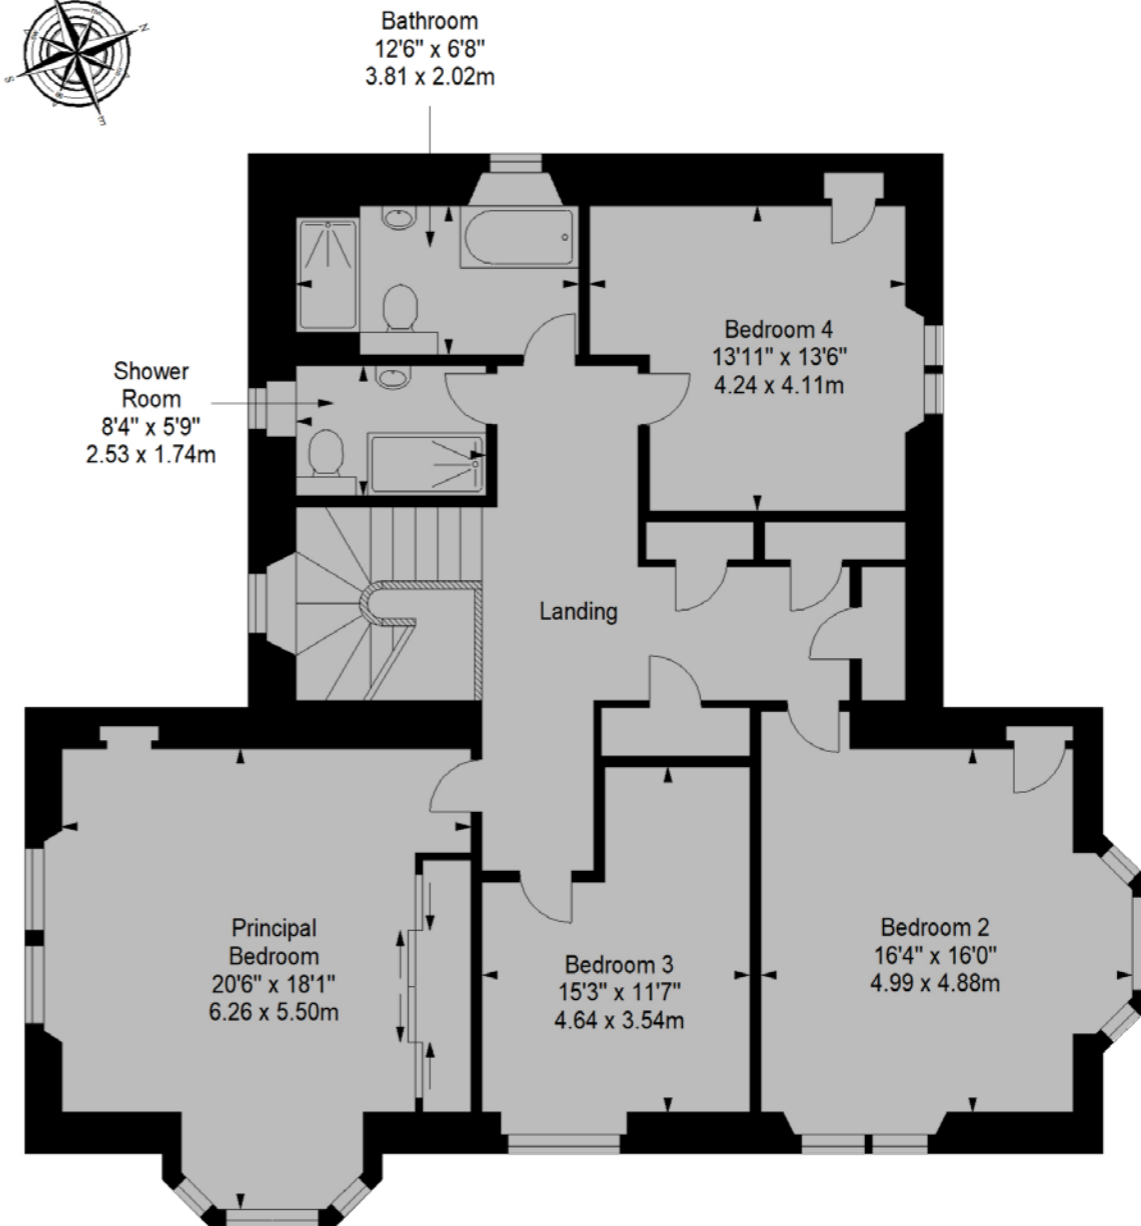 N
S
E
Bathroom
12'6" x 6'8"
3.81 x 2.02m
Bedroom 4
13'11" x 13'6"
4.24 x 4.11m
Shower
Room
8'4" x 5'9"
2.53 x 1.74m
Landing
Principal
Bedroom
20'6" x 18'1"
6.26 x 5.50m
Bedroom 3
15'3" x 11'7"
4.64 x 3.54m
Bedroom 2
16'4" x 16'0"
4.99 x 4.88m